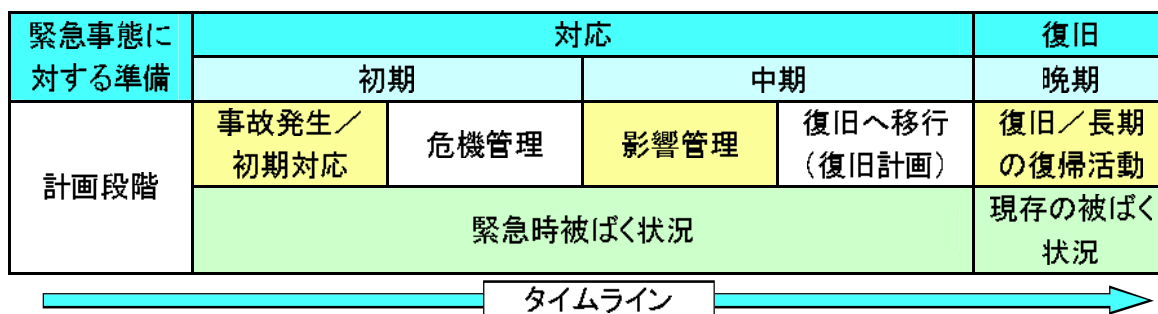 緊急事態に
対する準備
対応
復旧
初期
中期
晩期
計画段階
事故発生／
初期対応
危機管理
影響管理
復旧へ移行
（復旧計画）
復旧／長期
の復帰活動
緊急時被ばく状況
現存の被ばく
状況
タイムライン